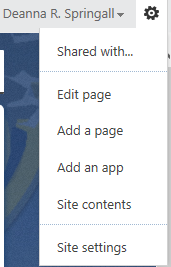 Deanna R. Springall
Shared with...
Edit page
Add a page
Add an app
Site contents
Site settings